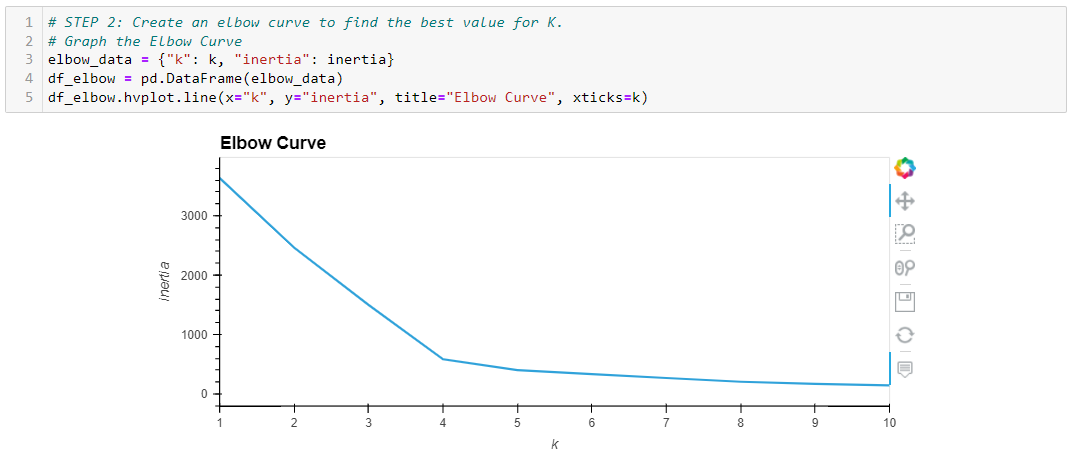 1 # STEP 2: Create an elbow curve to find the best value for K.
2 # Graph the Elbow Curve
3 elbow_data = {"k": k, "inertia": inertia}
4 df_elbow = pd.DataFrame(elbow_data)
5 df_elbow.hvplot.line(x="k", y="inertia", title="Elbow Curve", xticks=k)
Elbow Curve
3000
2000
1000
0
inertia
1 2 3 4 5 6 7 8 9 10
k